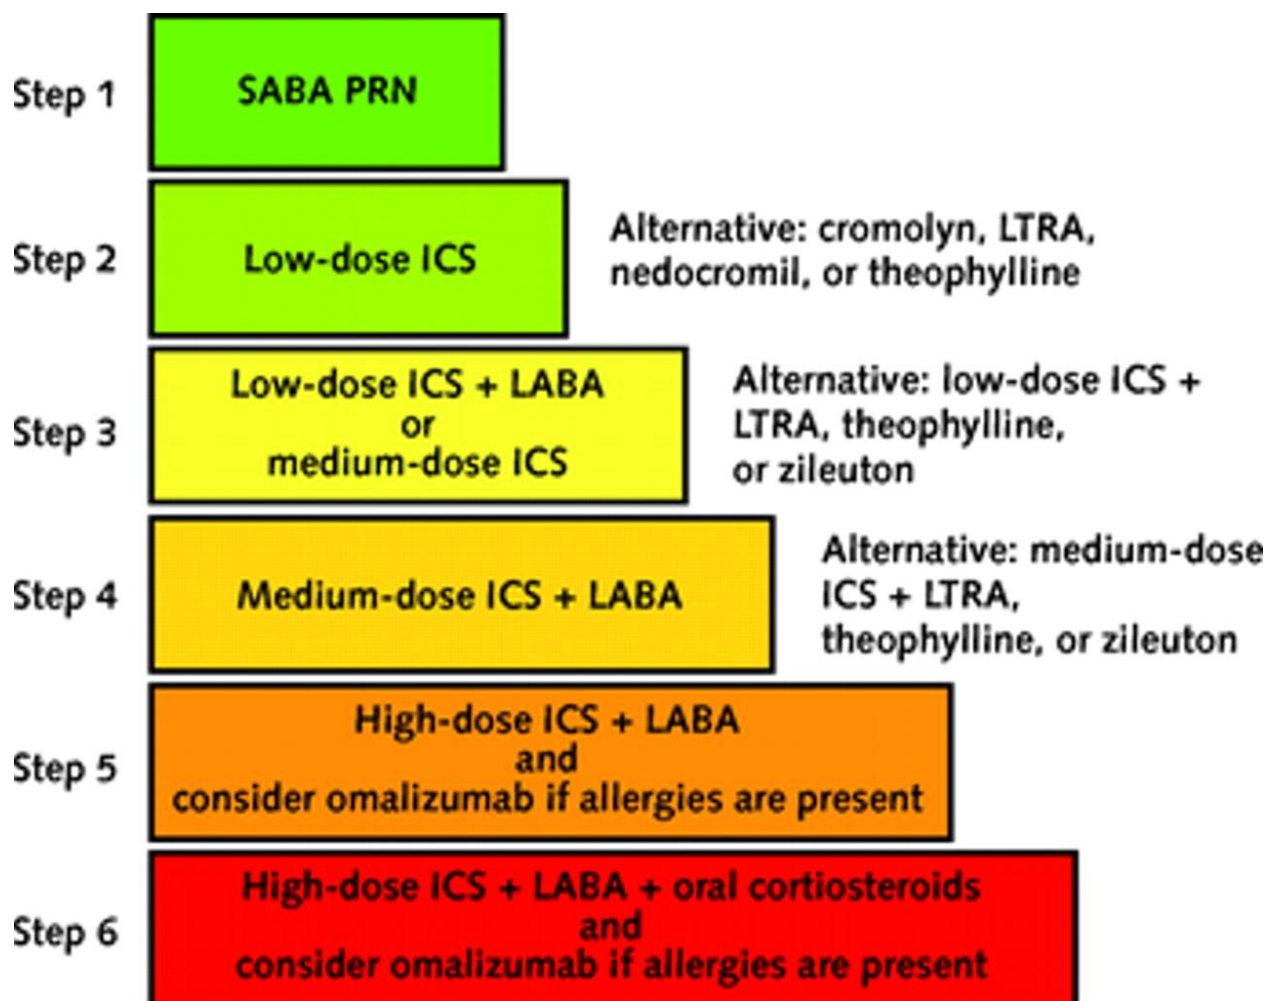 Step 1
SABA PRN
Step 2
Low-dose ICS
Alternative: cromolyn, LTRA,
nedocromil, or theophylline
Step 3
Low-dose ICS + LABA
or
medium-dose ICS
Alternative: low-dose ICS +
LTRA, theophylline,
or zileuton
Step 4
Medium-dose ICS + LABA
Alternative: medium-dose
ICS + LTRA,
theophylline, or zileuton
Step 5
High-dose ICS + LABA
and
consider omalizumab if allergies are present
Step 6
High-dose ICS + LABA + oral cortiosteroids
and
consider omalizumab if allergies are present